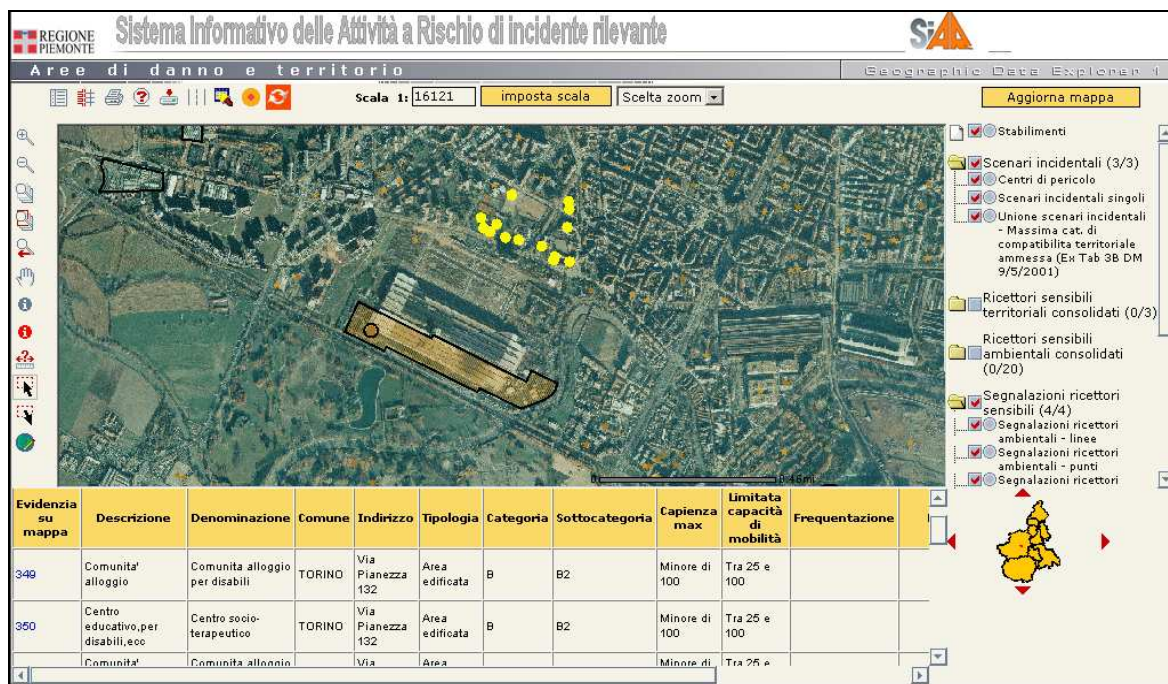 REGIONE
PIEMONTE
Sistema Informativo delle Attività a Rischio di incidente rilevante
SiAR
Aree di danno e territorio
Geographic Data Explorer
Scala 1: 16121
imposta scala
Scelta zoom
Aggiorna mappa
Stabilimenti
Scenari incidentali (3/3)
Centri di pericolo
Scenari incidentali singoli
Unione scenari incidentali
- Massima cat. di
compatibilita territoriale
ammessa (Ex Tab 3B DM
9/5/2001)
Ricettori sensibili
territoriali consolidati (0/3)
Ricettori sensibili
ambientali consolidati
(0/20)
Segnalazioni ricettori
sensibili (4/4)
Segnalazioni ricettori
ambientali - linee
Segnalazioni ricettori
ambientali - punti
Segnalazioni ricettori
0
Evidenzia su mappa
Descrizione
Denominazione
Comune
Indirizzo
Tipologia
Categoria
Sottocategoria
Capienza max
Limitata capacità di mobilità
Frequentazione
349
Comunita' alloggio
Comunita alloggio per disabili
TORINO
Via Pianezza 132
Area edificata
B
B2
Minore di 100
Tra 25 e 100
350
Centro educativo,per disabili,ecc
Centro socio-terapeutico
TORINO
Via Pianezza 132
Area edificata
B
B2
Minore di 100
Tra 25 e 100
Comunita'
Comunita alloggio
Via
Area
Minore di
Tra 25 e